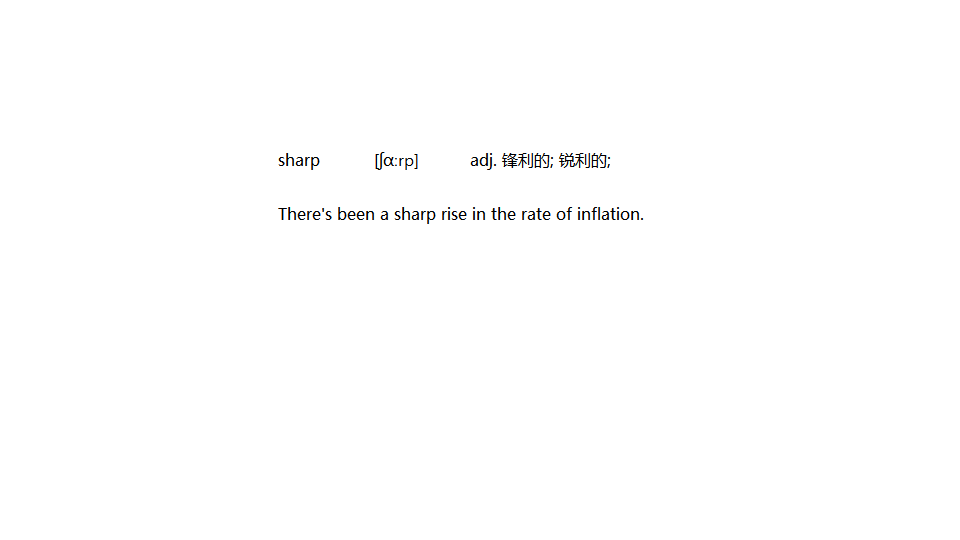 sharp [ʃɑːrp] adj. 锋利的; 锐利的;
There's been a sharp rise in the rate of inflation.